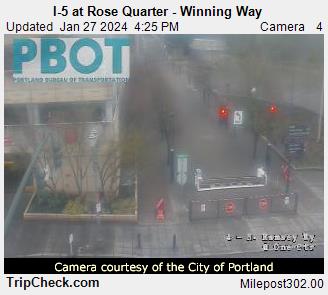 I-5 at Rose Quarter - Winning Way
Updated  Jan 27 2024  4:25 PM
Camera  4
PBOT
PORTLAND BUREAU OF TRANSPORTATION
Camera courtesy of the City of Portland
TripCheck.com
Milepost302.00